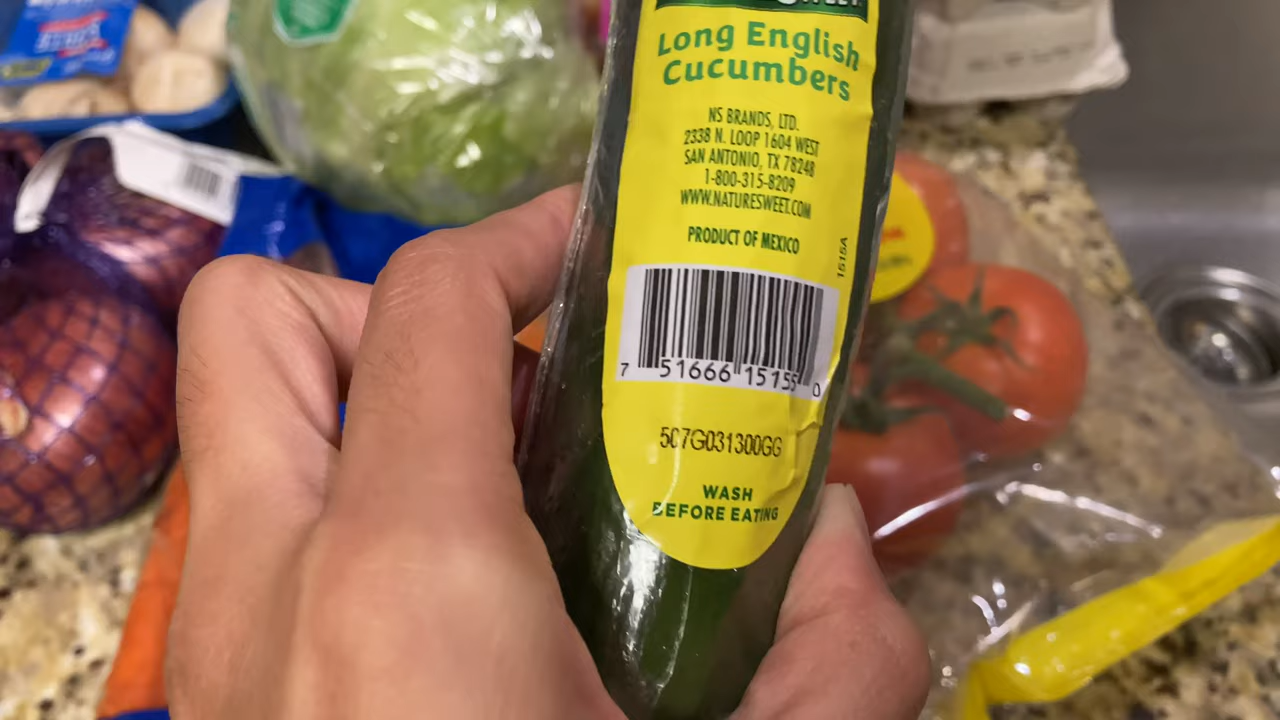 Long English
Cucumbers
NS BRANDS, LTD.
2338 N. LOOP 1604 WEST
SAN ANTONIO, TX 78248
1-800-315-8209
WWW.NATURESWEET.COM
PRODUCT OF MEXICO
1515A
7 51666 15155 0
507G031300GG
WASH
BEFORE EATING